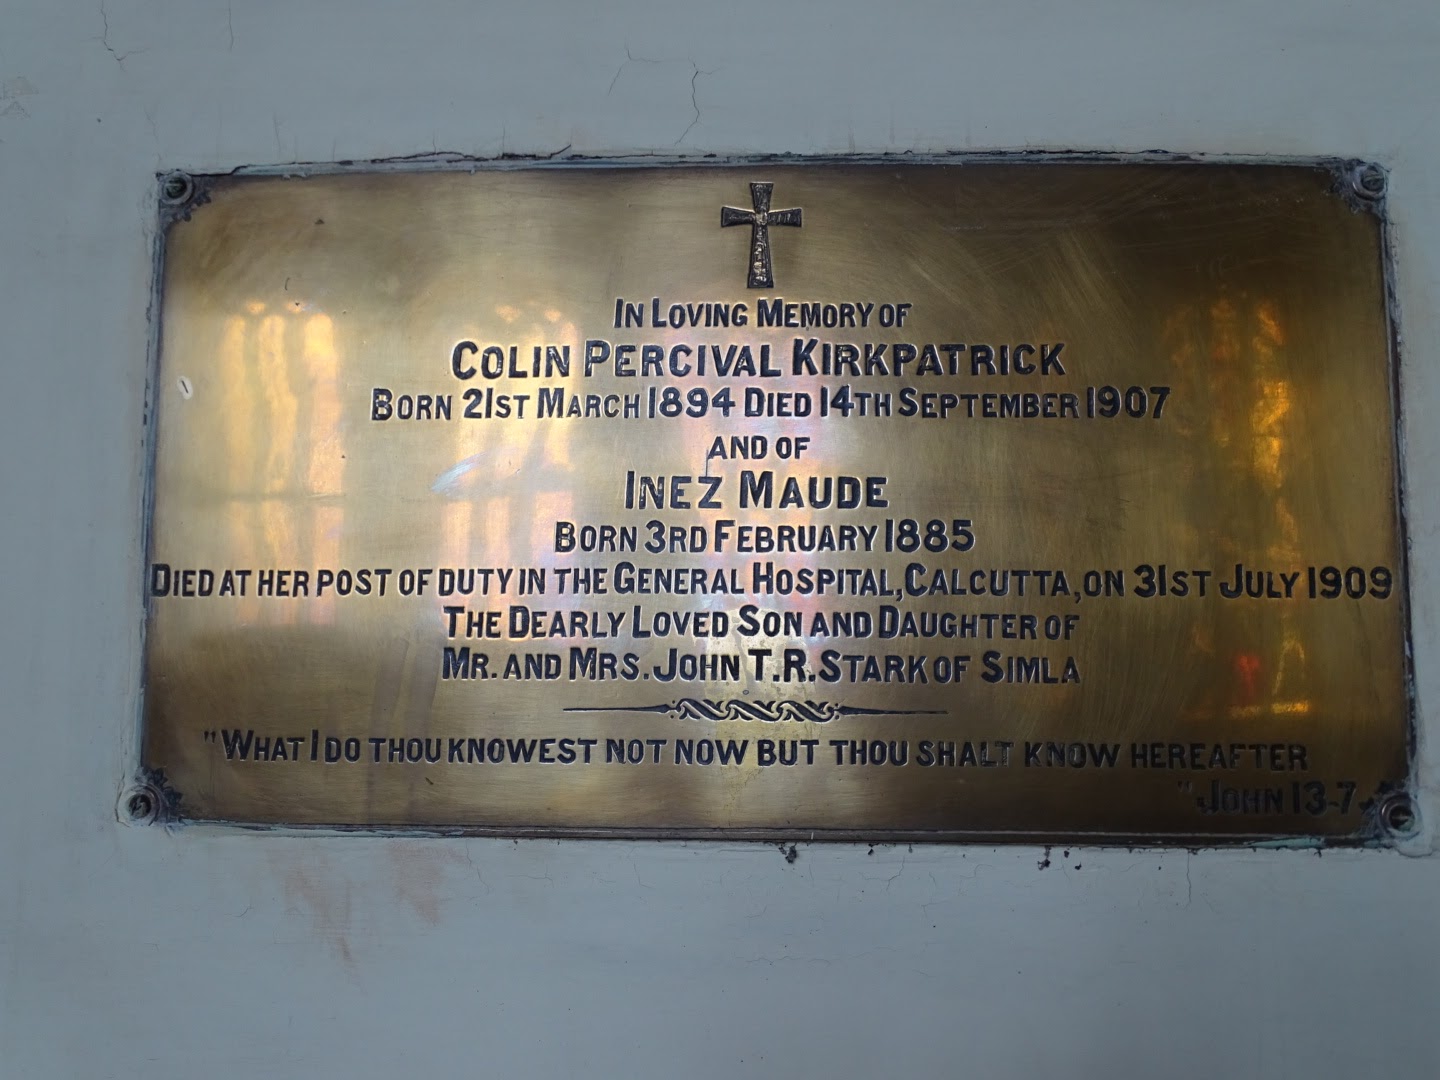 IN LOVING MEMORY OF
COLIN PERCIVAL KIRKPATRICK
BORN 21ST MARCH 1894 DIED 14TH SEPTEMBER 1907
AND OF
INEZ MAUDE
BORN 3RD FEBRUARY 1885
DIED AT HER POST OF DUTY IN THE GENERAL HOSPITAL, CALCUTTA, ON 31ST JULY 1909
THE DEARLY LOVED SON AND DAUGHTER OF
MR. AND MRS. JOHN T.R. STARK OF SIMLA
"WHAT I DO THOU KNOWEST NOT NOW BUT THOU SHALT KNOW HEREAFTER
" JOHN 13-7.